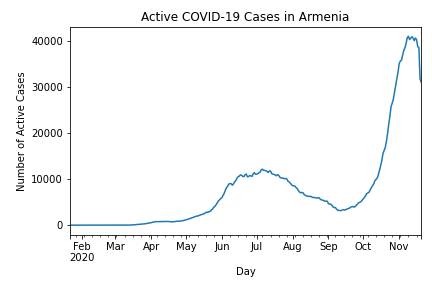 Active COVID-19 Cases in Armenia
Number of Active Cases
40000
30000
20000
10000
0
Feb Mar Apr May Jun Jul Aug Sep Oct Nov
2020
Day